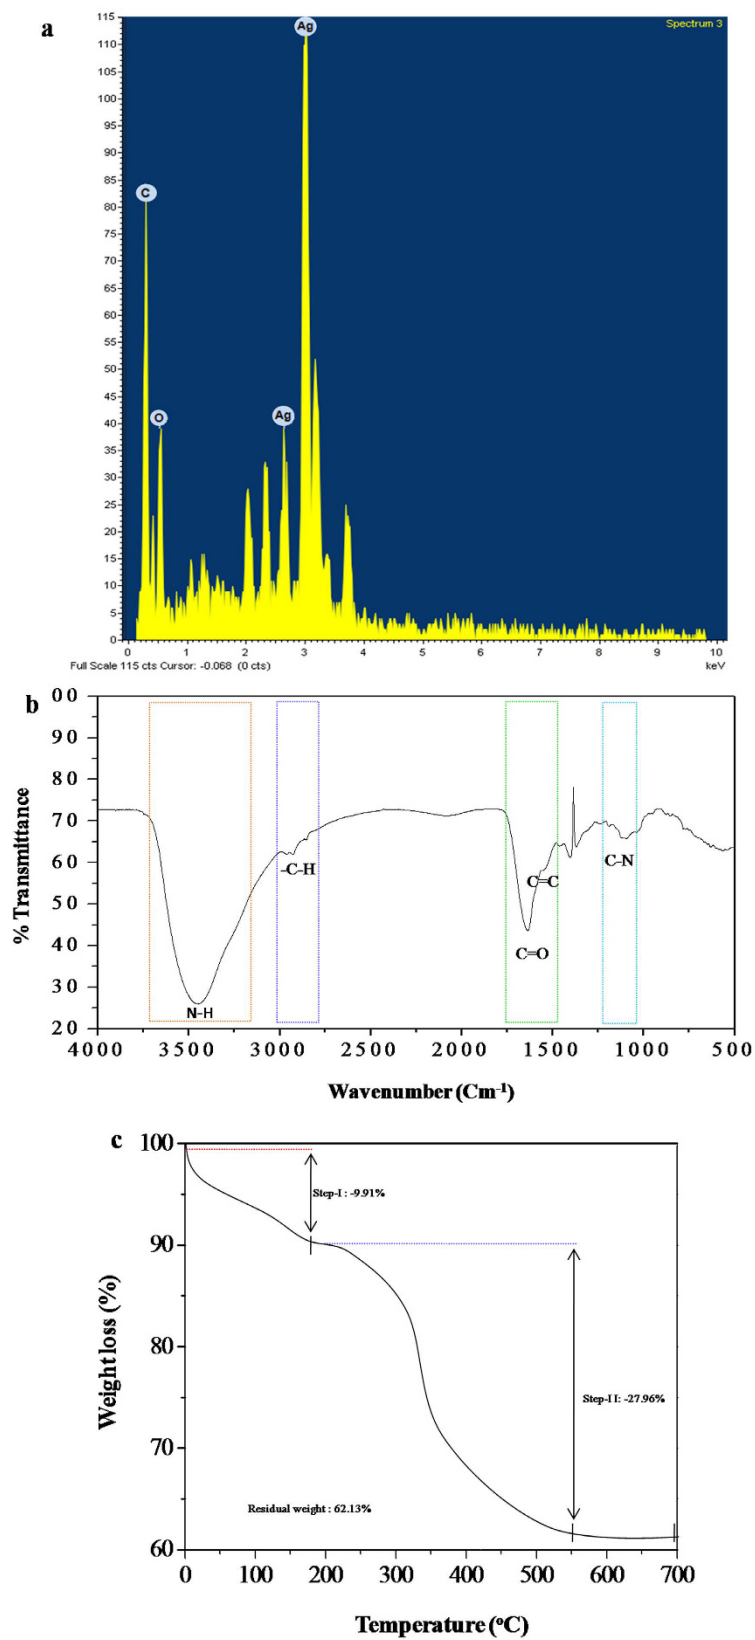 a
Spectrum 3
115
110
105
100
95
90
85
80
75
70
65
60
55
50
45
40
35
30
25
20
15
10
5
0
Ag
C
O
Ag
0 1 2 3 4 5 6 7 8 9 10
Full Scale 115 cts Cursor: -0.068 (0 cts)
keV
b
% Transmittance
00
90
80
70
60
50
40
30
20
-C-H
C=C
C-N
C=O
N-H
4000 3500 3000 2500 2000 1500 1000 500
Wavenumber (Cm⁻¹)
c
Weight loss (%)
100
90
80
70
60
Step-I : -9.91%
Step-II: -27.96%
Residual weight : 62.13%
0 100 200 300 400 500 600 700
Temperature (°C)